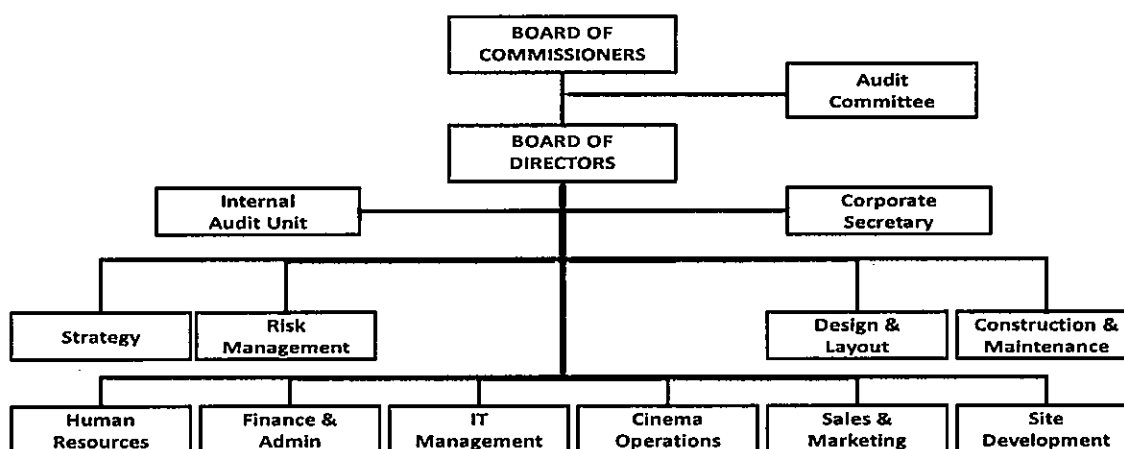 BOARD OF
COMMISSIONERS
Audit
Committee
BOARD OF
DIRECTORS
Internal
Audit Unit
Corporate
Secretary
Strategy
Risk
Management
Design &
Layout
Construction &
Maintenance
Human
Resources
Finance &
Admin
IT
Management
Cinema
Operations
Sales &
Marketing
Site
Development